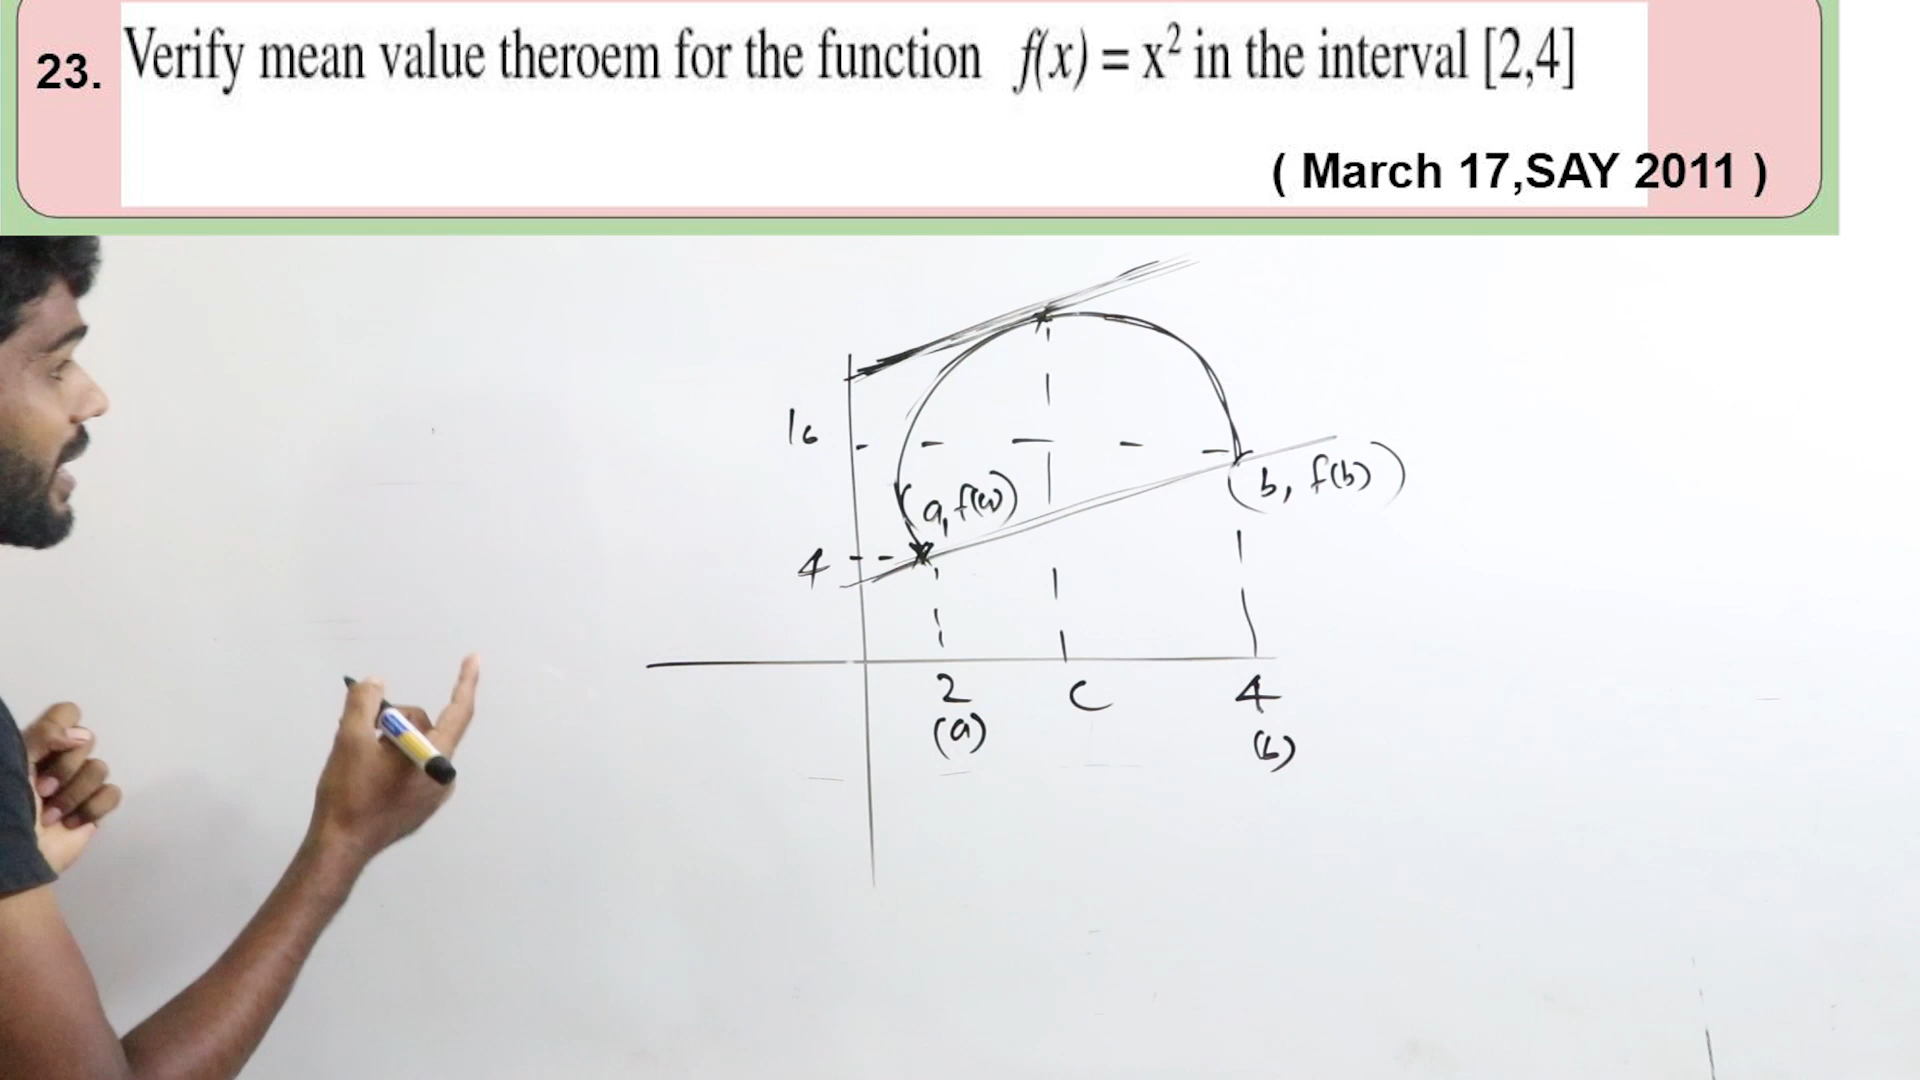 23. Verify mean value theroem for the function f(x) = x² in the interval [2,4]
( March 17,SAY 2011 )
16
(a, f(a))
(b, f(b))
4
2 C 4
(a) (b)